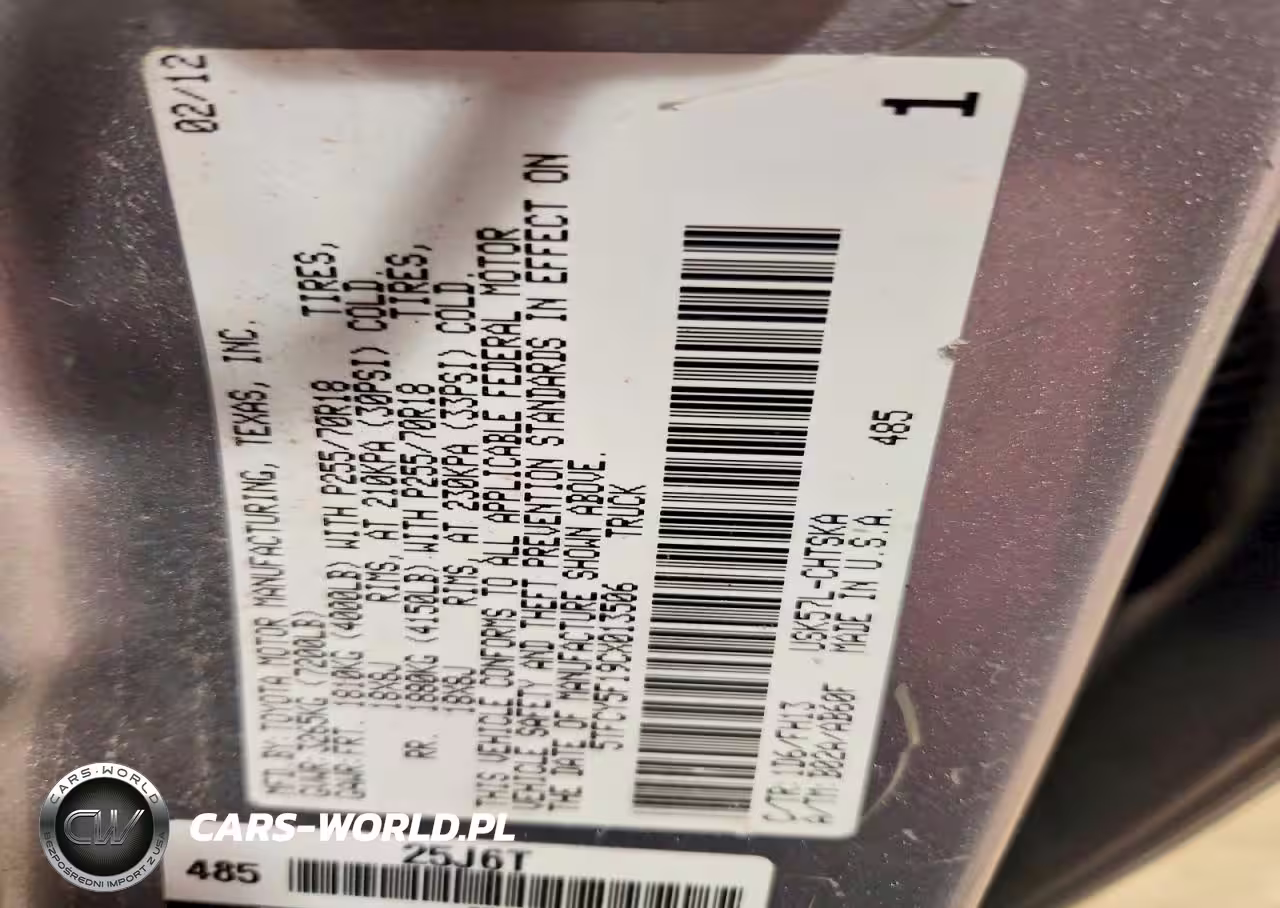 MFD. BY TOYOTA MOTOR MANUFACTURING, TEXAS, INC. 02/12
GVWR 3265KG (7200LB)
GAWR FRT. 1810KG (4000LB) WITH P255/70R18 TIRES,
18X8J RIMS, AT 210KPA (30PSI) COLD.
RR. 1880KG (4150LB) WITH P255/70R18 TIRES,
18X8J RIMS, AT 230KPA (33PSI) COLD.
THIS VEHICLE CONFORMS TO ALL APPLICABLE FEDERAL MOTOR
VEHICLE SAFETY AND THEFT PREVENTION STANDARDS IN EFFECT ON
THE DATE OF MANUFACTURE SHOWN ABOVE.
5TFCY5F19CX013506 TRUCK
C/TR: 1D6/FH13 USK57L-CHTSKA 1
A/TM: B02A/AB60F MADE IN U.S.A. 485
485 25J6T
CARS-WORLD
CW
BEZPOŚREDNI IMPORT Z USA
CARS-WORLD.PL